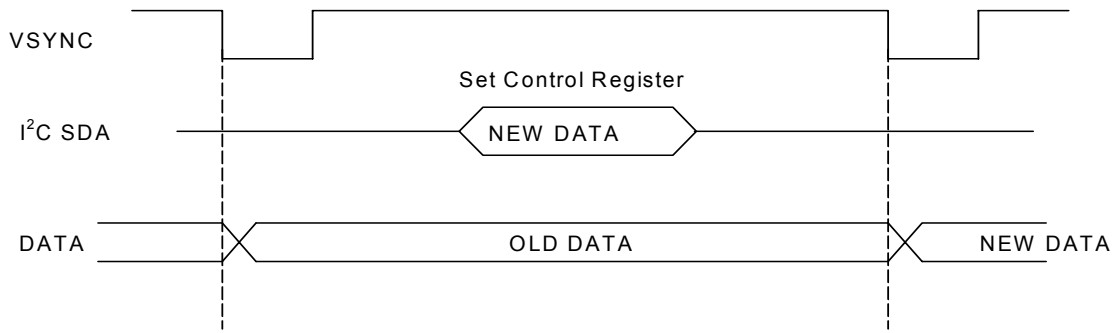 VSYNC
Set Control Register
I²C SDA
NEW DATA
DATA
OLD DATA
NEW DATA